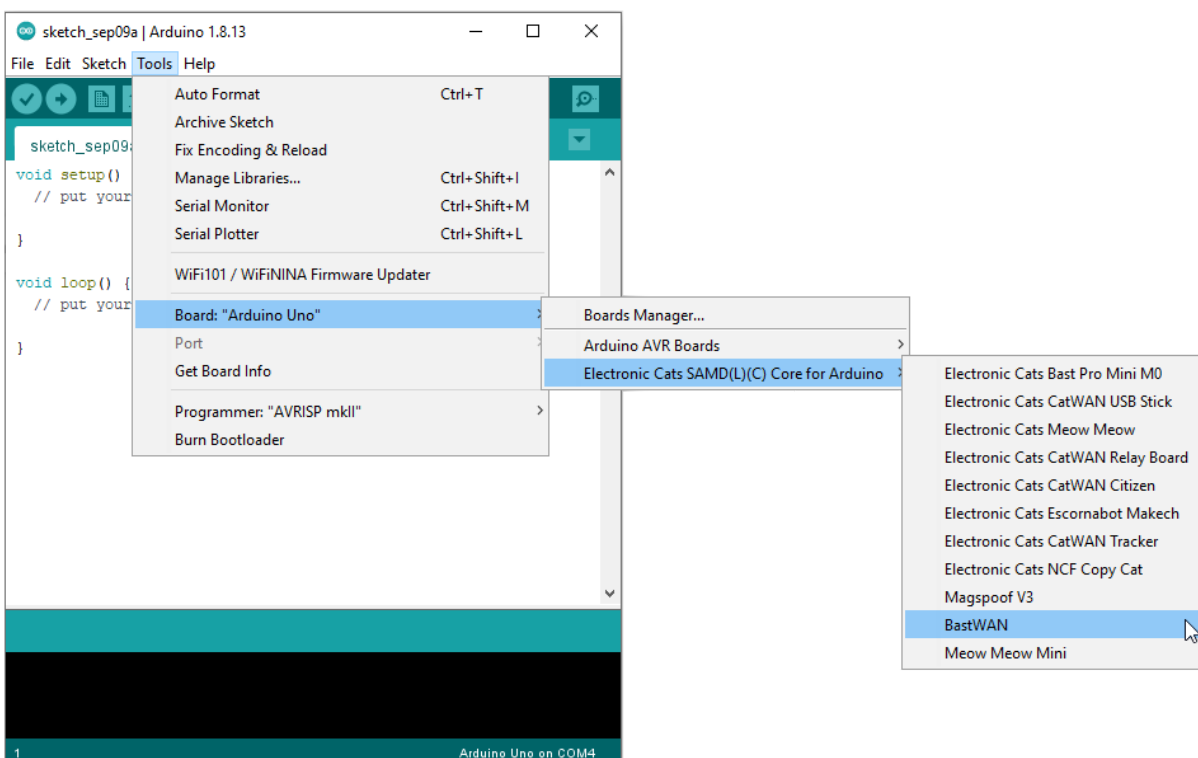 sketch_sep09a | Arduino 1.8.13
File Edit Sketch Tools Help
sketch_sep09a
void setup()
// put your
}
void loop() {
// put your
}
Auto Format Ctrl+T
Archive Sketch
Fix Encoding & Reload
Manage Libraries... Ctrl+Shift+I
Serial Monitor Ctrl+Shift+M
Serial Plotter Ctrl+Shift+L
WiFi101 / WiFiNINA Firmware Updater
Board: "Arduino Uno"
Port
Get Board Info
Programmer: "AVRISP mkII"
Burn Bootloader
Boards Manager...
Arduino AVR Boards
Electronic Cats SAMD(L)(C) Core for Arduino
Electronic Cats Bast Pro Mini M0
Electronic Cats CatWAN USB Stick
Electronic Cats Meow Meow
Electronic Cats CatWAN Relay Board
Electronic Cats CatWAN Citizen
Electronic Cats Escornabot Makech
Electronic Cats CatWAN Tracker
Electronic Cats NCF Copy Cat
Magspoof V3
BastWAN
Meow Meow Mini
1 Arduino Uno on COM4